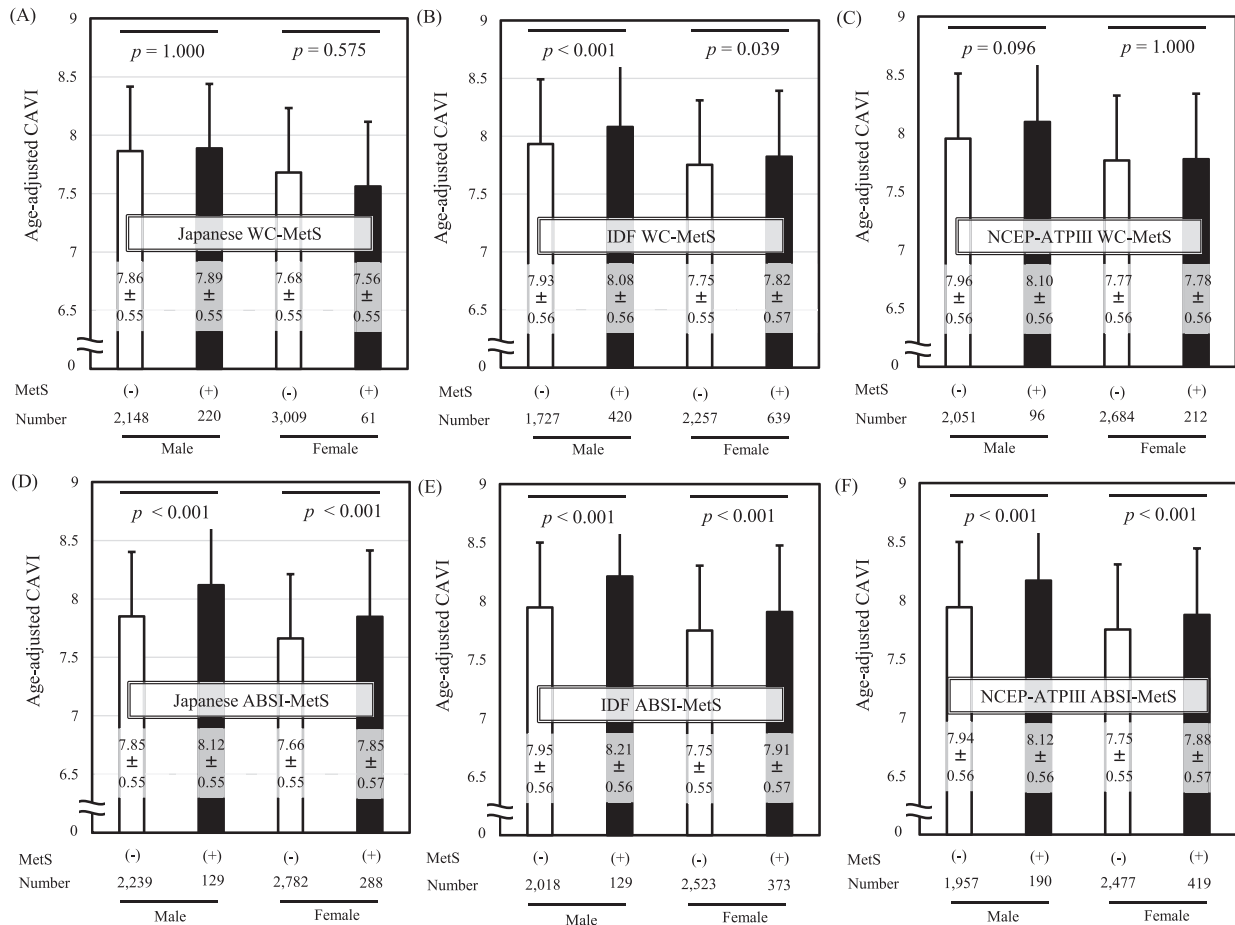 (A)
9
p = 1.000
p = 0.575
8.5
8
7.5
7
6.5
0
Age-adjusted CAVI
Japanese WC-MetS
7.86 ± 0.55
7.89 ± 0.55
7.68 ± 0.55
7.56 ± 0.55
MetS (-) (+) (-) (+)
Number 2,148 220 3,009 61
Male Female
(B)
9
p < 0.001
p = 0.039
8.5
8
7.5
7
6.5
0
Age-adjusted CAVI
IDF WC-MetS
7.93 ± 0.56
8.08 ± 0.56
7.75 ± 0.55
7.82 ± 0.57
(-) (+) (-) (+)
1,727 420 2,257 639
Male Female
(C)
9
p = 0.096
p = 1.000
8.5
8
7.5
7
6.5
0
Age-adjusted CAVI
NCEP-ATPIII WC-MetS
7.96 ± 0.56
8.10 ± 0.56
7.77 ± 0.56
7.78 ± 0.56
MetS (-) (+) (-) (+)
Number 2,051 96 2,684 212
Male Female
(D)
9
p < 0.001
p < 0.001
8.5
8
7.5
7
6.5
0
Age-adjusted CAVI
Japanese ABSI-MetS
7.85 ± 0.55
8.12 ± 0.55
7.66 ± 0.55
7.85 ± 0.57
MetS (-) (+) (-) (+)
Number 2,239 129 2,782 288
Male Female
(E)
9
p < 0.001
p < 0.001
8.5
8
7.5
7
6.5
0
Age-adjusted CAVI
IDF ABSI-MetS
7.95 ± 0.56
8.21 ± 0.56
7.75 ± 0.55
7.91 ± 0.57
MetS (-) (+) (-) (+)
Number 2,018 129 2,523 373
Male Female
(F)
9
p < 0.001
p < 0.001
8.5
8
7.5
7
6.5
0
Age-adjusted CAVI
NCEP-ATPIII ABSI-MetS
7.94 ± 0.56
8.12 ± 0.56
7.75 ± 0.55
7.88 ± 0.57
MetS (-) (+) (-) (+)
Number 1,957 190 2,477 419
Male Female